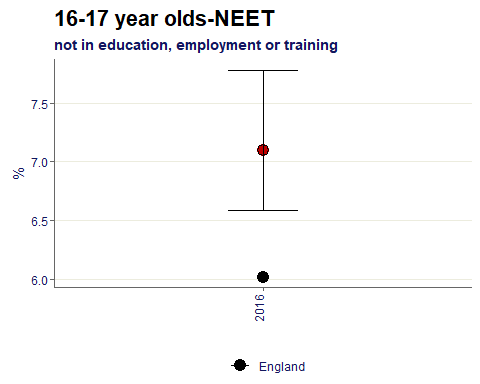 16-17 year olds-NEET
not in education, employment or training
7.5
7.0
6.5
6.0
%
2016
England